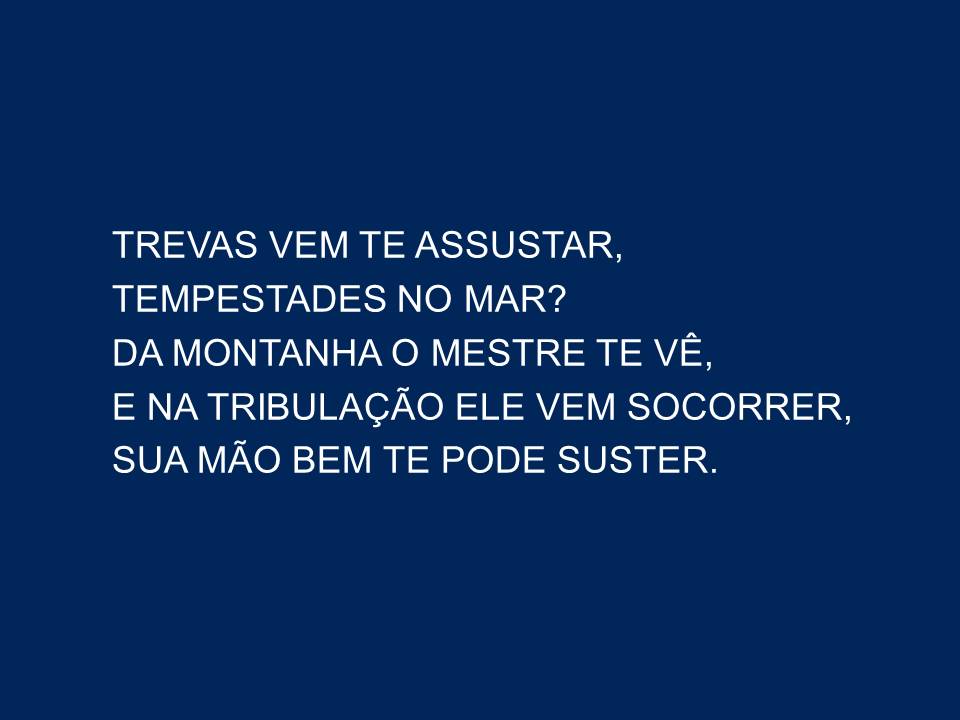 TREVAS VEM TE ASSUSTAR,
TEMPESTADES NO MAR?
DA MONTANHA O MESTRE TE VÊ,
E NA TRIBULAÇÃO ELE VEM SOCORRER,
SUA MÃO BEM TE PODE SUSTER.